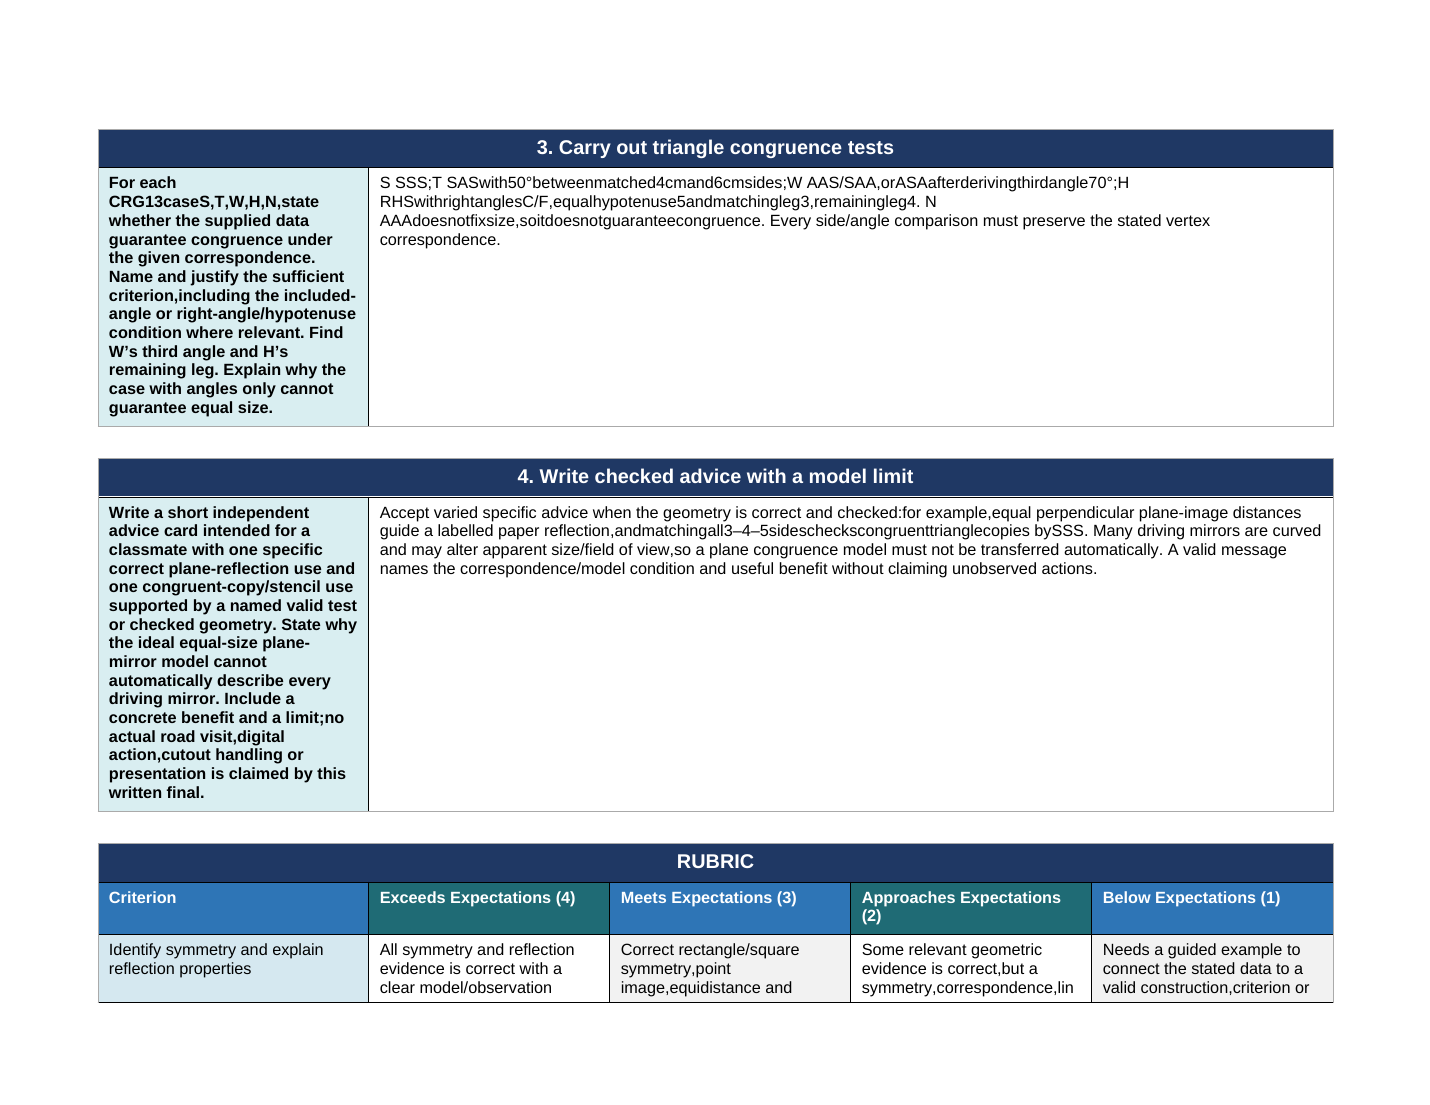 3. Carry out triangle congruence tests
For each
CRG13caseS,T,W,H,N,state
whether the supplied data
guarantee congruence under
the given correspondence.
Name and justify the sufficient
criterion,including the included-
angle or right-angle/hypotenuse
condition where relevant. Find
W’s third angle and H’s
remaining leg. Explain why the
case with angles only cannot
guarantee equal size.
S SSS;T SASwith50°betweenmatched4cmand6cmsides;W AAS/SAA,orASAafterderivingthirdangle70°;H
RHSwithrightanglesC/F,equalhypotenuse5andmatchingleg3,remainingleg4. N
AAAdoesnotfixsize,soitdoesnotguaranteecongruence. Every side/angle comparison must preserve the stated vertex
correspondence.
4. Write checked advice with a model limit
Write a short independent
advice card intended for a
classmate with one specific
correct plane-reflection use and
one congruent-copy/stencil use
supported by a named valid test
or checked geometry. State why
the ideal equal-size plane-
mirror model cannot
automatically describe every
driving mirror. Include a
concrete benefit and a limit;no
actual road visit,digital
action,cutout handling or
presentation is claimed by this
written final.
Accept varied specific advice when the geometry is correct and checked:for example,equal perpendicular plane-image distances
guide a labelled paper reflection,andmatchingall3–4–5sidescheckscongruenttrianglecopies bySSS. Many driving mirrors are curved
and may alter apparent size/field of view,so a plane congruence model must not be transferred automatically. A valid message
names the correspondence/model condition and useful benefit without claiming unobserved actions.
RUBRIC
Criterion
Exceeds Expectations (4)
Meets Expectations (3)
Approaches Expectations
(2)
Below Expectations (1)
Identify symmetry and explain
reflection properties
All symmetry and reflection
evidence is correct with a
clear model/observation
Correct rectangle/square
symmetry,point
image,equidistance and
Some relevant geometric
evidence is correct,but a
symmetry,correspondence,lin
Needs a guided example to
connect the stated data to a
valid construction,criterion or